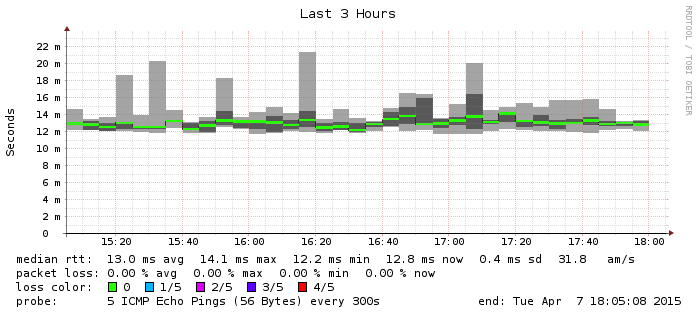 Last 3 Hours
RRDTOOL / TOBI OETIKER
Seconds
22 m
20 m
18 m
16 m
14 m
12 m
10 m
8 m
6 m
4 m
2 m
0
15:20 15:40 16:00 16:20 16:40 17:00 17:20 17:40 18:00
median rtt: 13.0 ms avg 14.1 ms max 12.2 ms min 12.8 ms now 0.4 ms sd 31.8 am/s
packet loss: 0.00 % avg 0.00 % max 0.00 % min 0.00 % now
loss color: 0 1/5 2/5 3/5 4/5
probe: 5 ICMP Echo Pings (56 Bytes) every 300s end: Tue Apr 7 18:05:08 2015